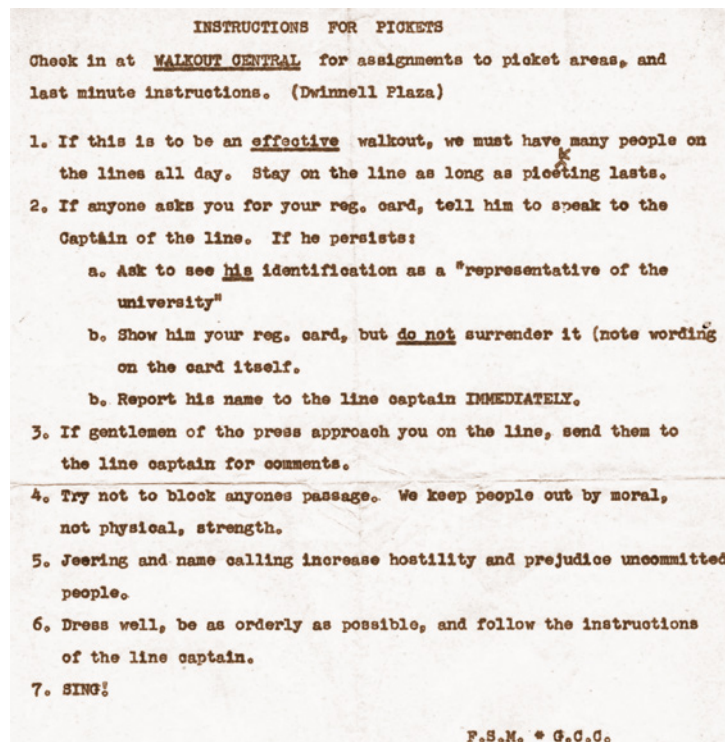 INSTRUCTIONS FOR PICKETS
Check in at WALKOUT CENTRAL for assignments to picket areas, and
last minute instructions. (Dwinnell Plaza)
1. If this is to be an effective walkout, we must have many people on
the lines all day. Stay on the line as long as picketing lasts.
2. If anyone asks you for your reg. card, tell him to speak to the
Captain of the line. If he persists:
a. Ask to see his identification as a "representative of the
university"
b. Show him your reg. card, but do not surrender it (note wording
on the card itself.
b. Report his name to the line captain IMMEDIATELY.
3. If gentlemen of the press approach you on the line, send them to
the line captain for comments.
4. Try not to block anyones passage. We keep people out by moral,
not physical, strength.
5. Jeering and name calling increase hostility and prejudice uncommitted
people.
6. Dress well, be as orderly as possible, and follow the instructions
of the line captain.
7. SING!
F.S.M. * G.C.C.